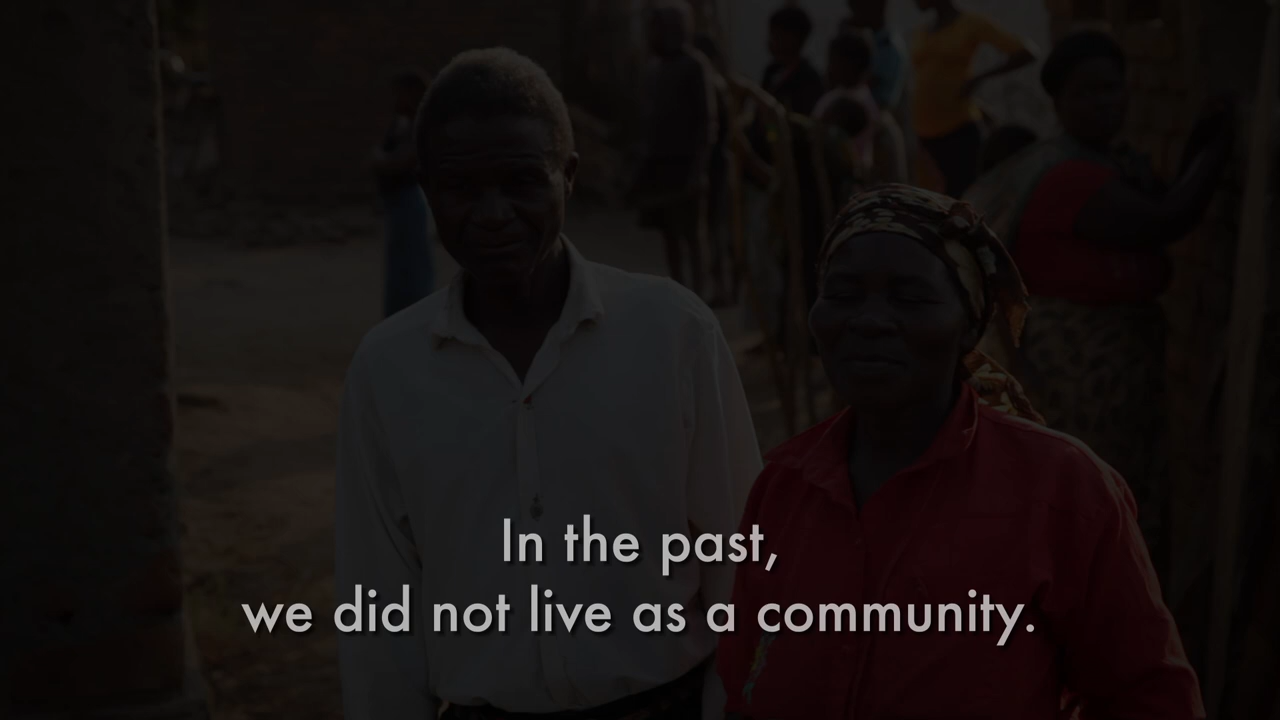 In the past,
we did not live as a community.